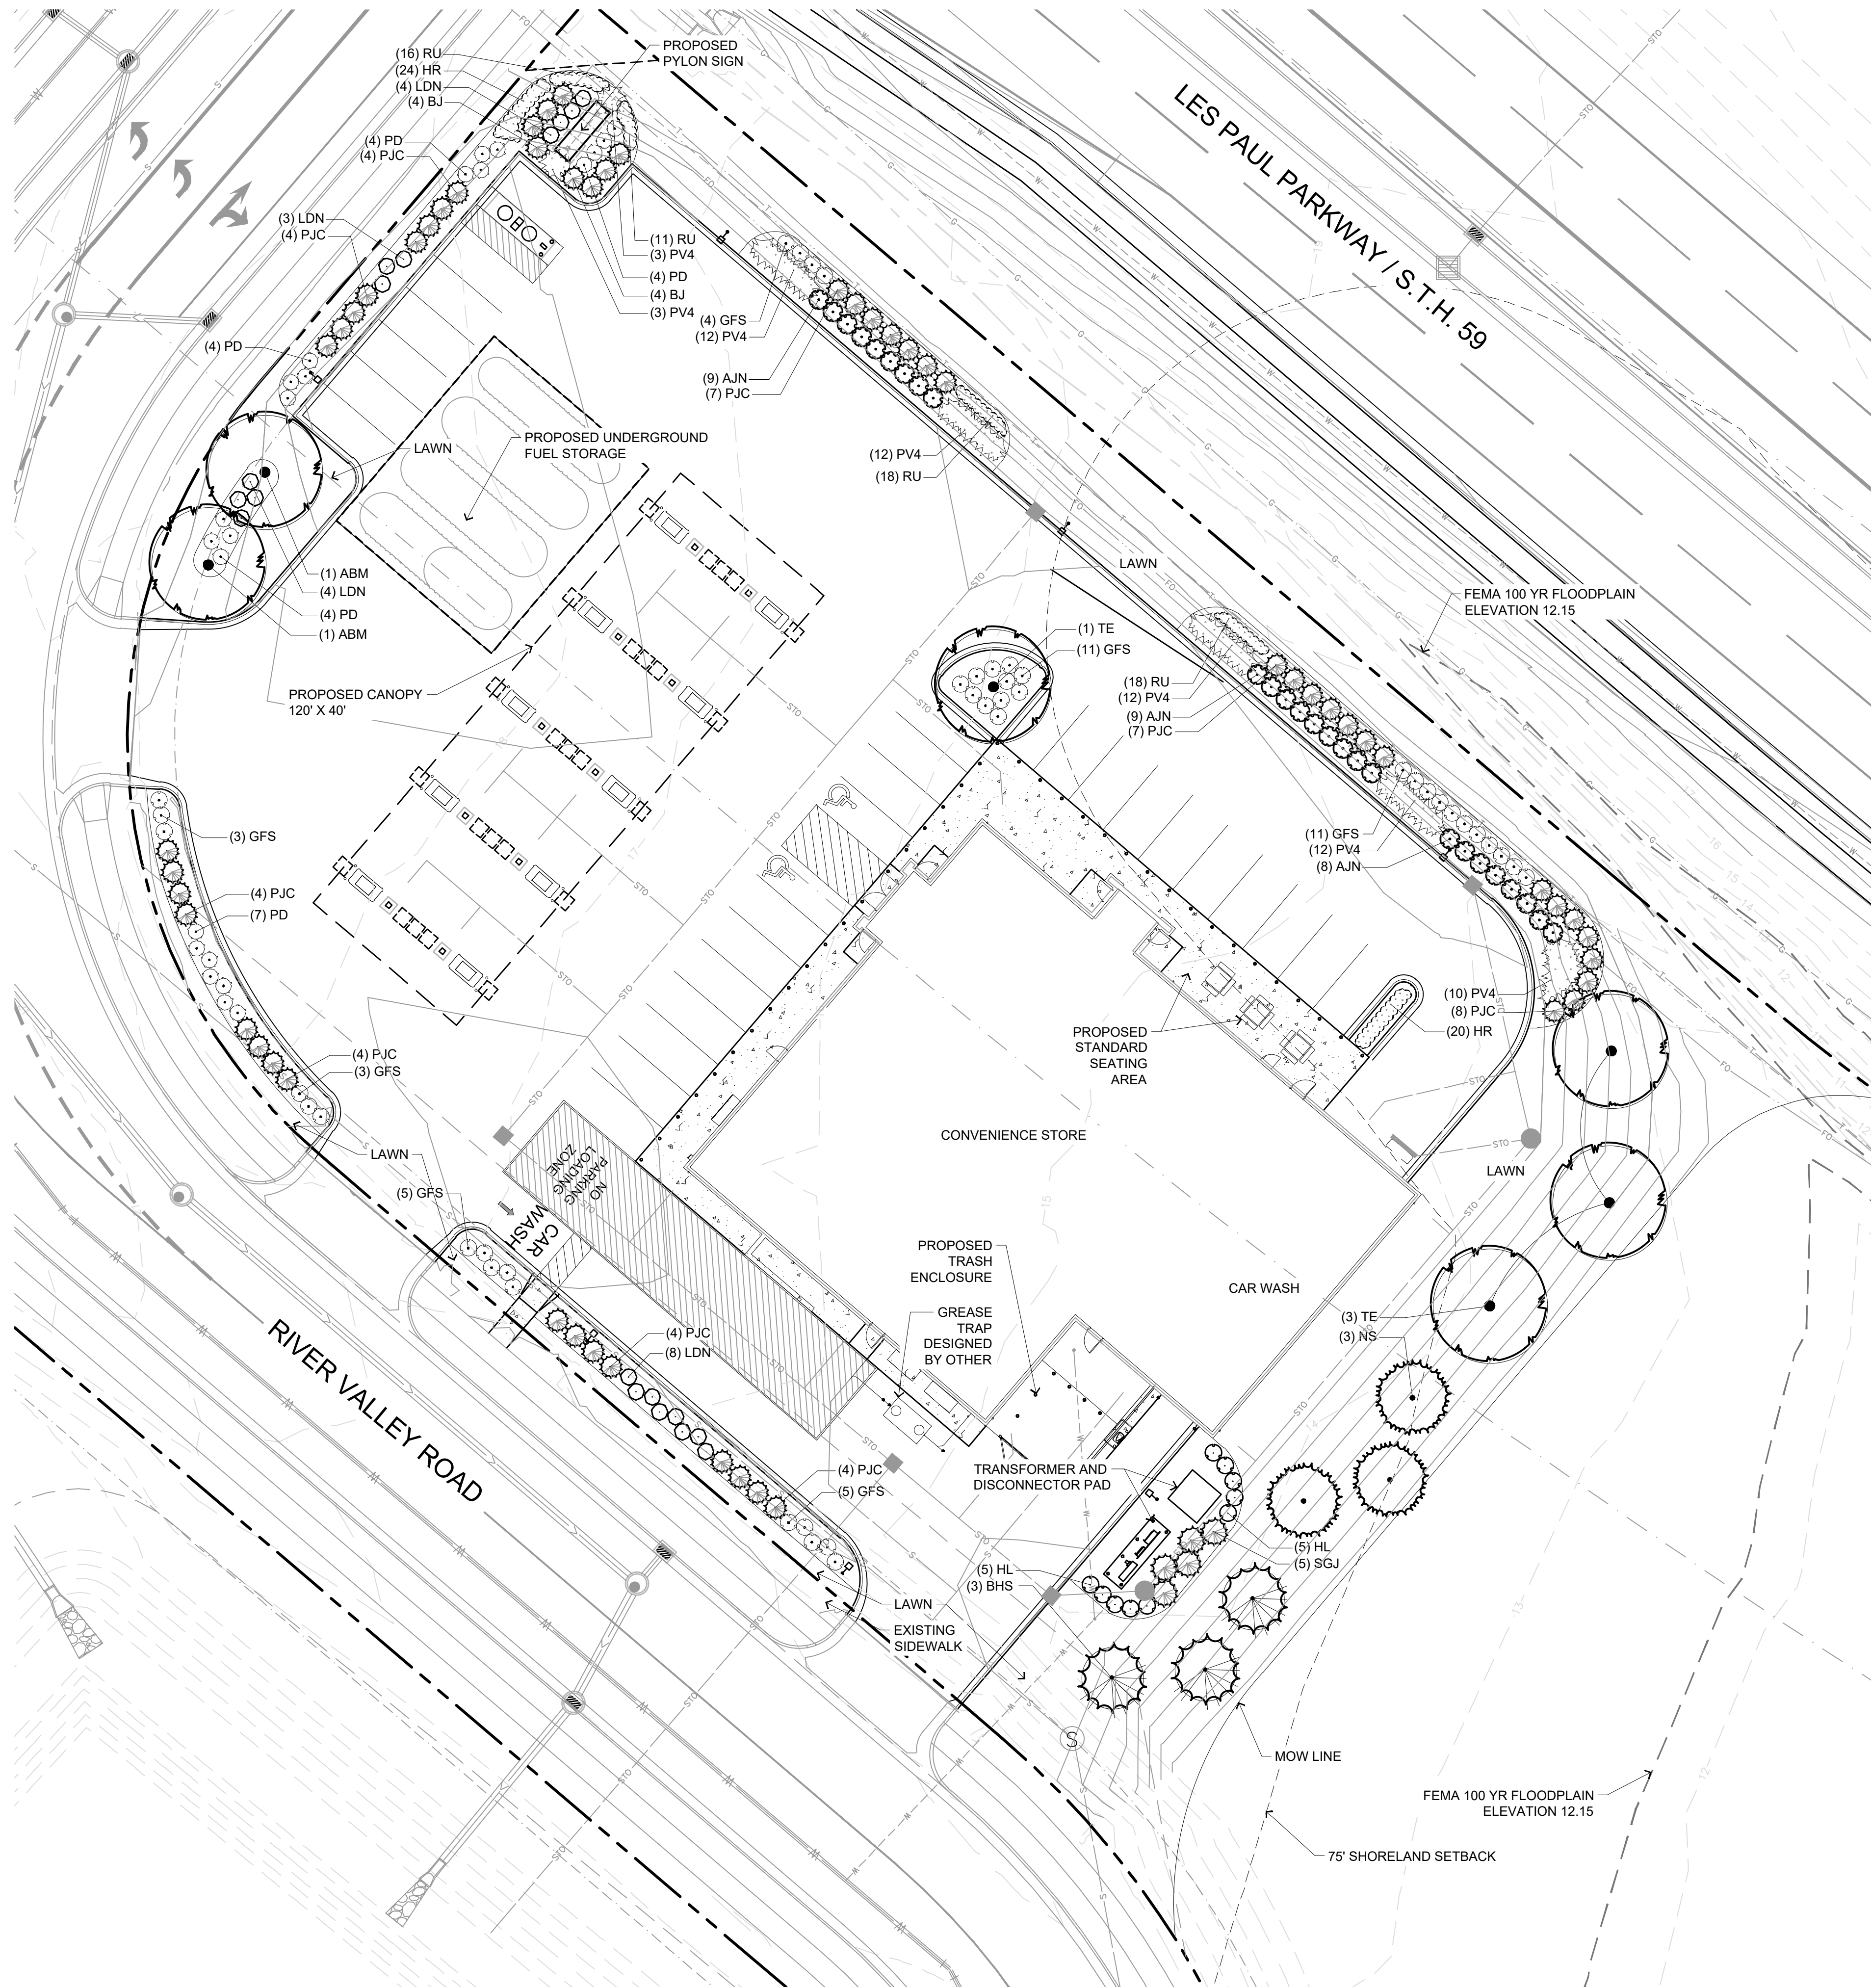 PROPOSED
PYLON SIGN
(16) RU
(24) HR
(4) LDN
(4) BJ
(4) PD
(4) PJC
(3) LDN
(4) PJC
(4) PD
LES PAUL PARKWAY / S.T.H. 59
(11) RU
(3) PV4
(4) PD
(4) BJ
(3) PV4
(4) GFS
(12) PV4
(9) AJN
(7) PJC
LAWN
PROPOSED UNDERGROUND
FUEL STORAGE
(12) PV4
(18) RU
LAWN
(1) ABM
(4) LDN
(4) PD
(1) ABM
FEMA 100 YR FLOODPLAIN
ELEVATION 12.15
(1) TE
(11) GFS
PROPOSED CANOPY
120' X 40'
(18) RU
(12) PV4
(9) AJN
(7) PJC
(3) GFS
(11) GFS
(12) PV4
(8) AJN
(4) PJC
(7) PD
(10) PV4
(8) PJC
(20) HR
PROPOSED
STANDARD
SEATING
AREA
(4) PJC
(3) GFS
LAWN
CONVENIENCE STORE
LAWN
NO
PARKING
LOADING
ZONE
(5) GFS
CAR
WASH
PROPOSED
TRASH
ENCLOSURE
CAR WASH
GREASE
TRAP
DESIGNED
BY OTHER
(3) TE
(3) NS
(4) PJC
(8) LDN
RIVER VALLEY ROAD
(4) PJC
(5) GFS
TRANSFORMER AND
DISCONNECTOR PAD
(5) HL
(5) SGJ
(5) HL
(3) BHS
LAWN
EXISTING
SIDEWALK
S
MOW LINE
FEMA 100 YR FLOODPLAIN
ELEVATION 12.15
75' SHORELAND SETBACK